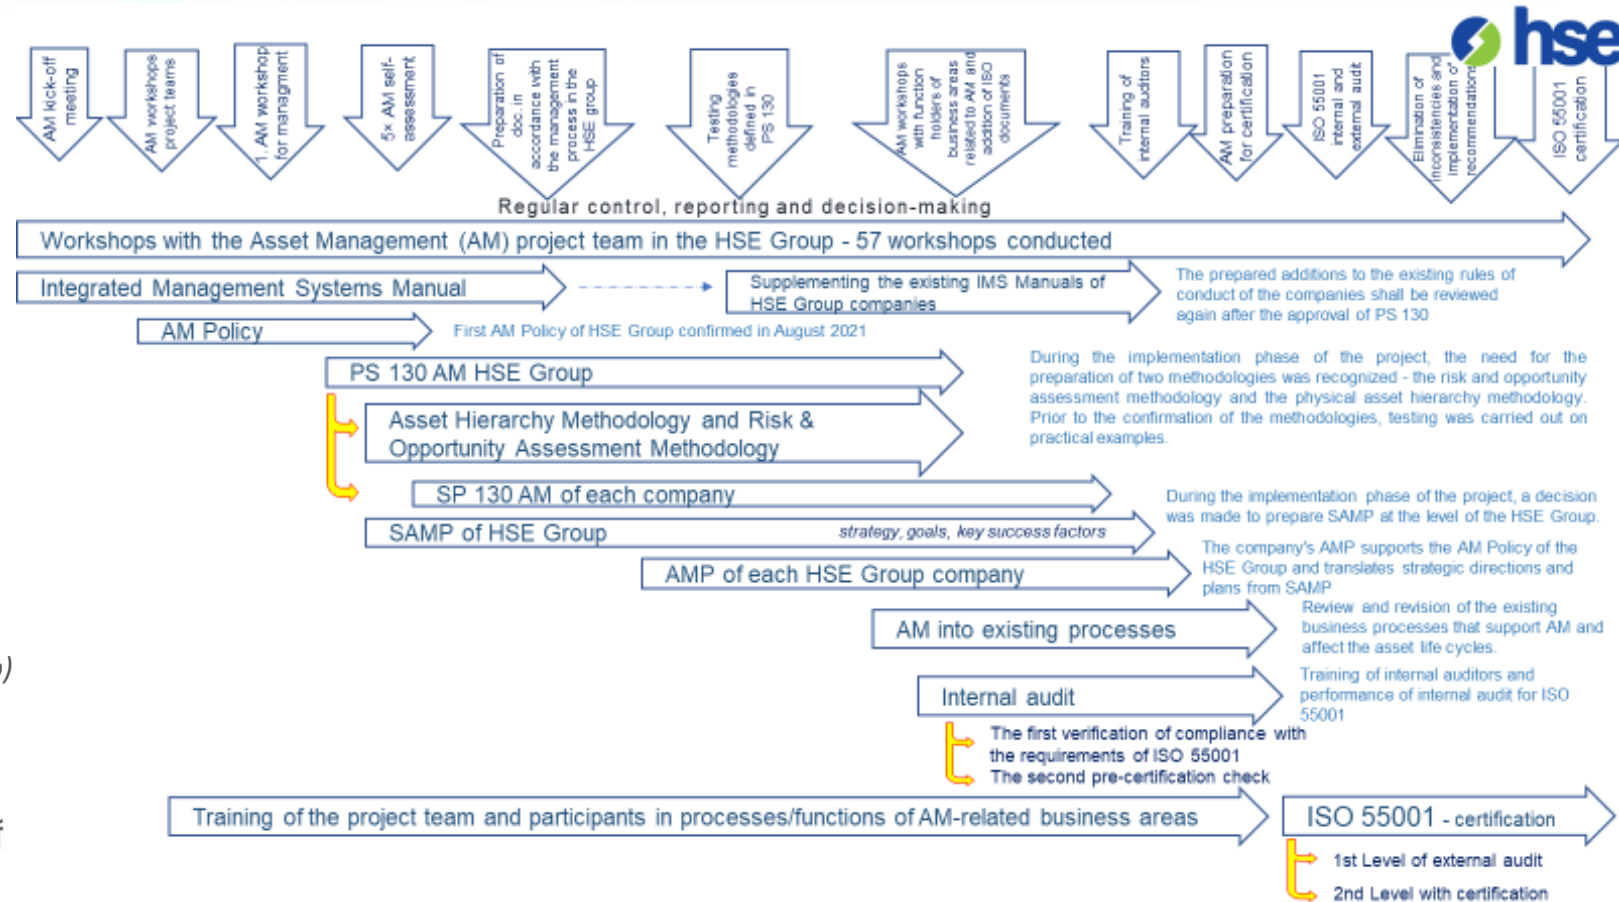 hse
AM kick-off
meeting
AM workshops
project teams
1. AM workshop
for managment
5× AM self-
assessment
Preparation of
doc. in
accordance with
the management
process in the
HSE group
Testing
methodologies
defined in
PS 130
AM workshops
with function
holders of
business areas
related to AM and
addition of ISO
documents
Training of
internal auditors
AM preparation
for certification
ISO 55001
internal and
external audit
Elimination of
inconsistencies and
implementation of
recommendations
ISO 55001
certification
Regular control, reporting and decision-making
Workshops with the Asset Management (AM) project team in the HSE Group - 57 workshops conducted
Integrated Management Systems Manual
Supplementing the existing IMS Manuals of
HSE Group companies
The prepared additions to the existing rules of
conduct of the companies shall be reviewed
again after the approval of PS 130
AM Policy
First AM Policy of HSE Group confirmed in August 2021
PS 130 AM HSE Group
During the implementation phase of the project, the need for the
preparation of two methodologies was recognized - the risk and opportunity
assessment methodology and the physical asset hierarchy methodology.
Prior to the confirmation of the methodologies, testing was carried out on
practical examples.
Asset Hierarchy Methodology and Risk &
Opportunity Assessment Methodology
SP 130 AM of each company
During the implementation phase of the project, a decision
was made to prepare SAMP at the level of the HSE Group.
SAMP of HSE Group
strategy, goals, key success factors
AMP of each HSE Group company
The company's AMP supports the AM Policy of the
HSE Group and translates strategic directions and
plans from SAMP
AM into existing processes
Review and revision of the existing
business processes that support AM and
affect the asset life cycles.
Internal audit
Training of internal auditors and
performance of internal audit for ISO
55001
The first verification of compliance with
the requirements of ISO 55001
The second pre-certification check
Training of the project team and participants in processes/functions of AM-related business areas
ISO 55001 - certification
1st Level of external audit
2nd Level with certification